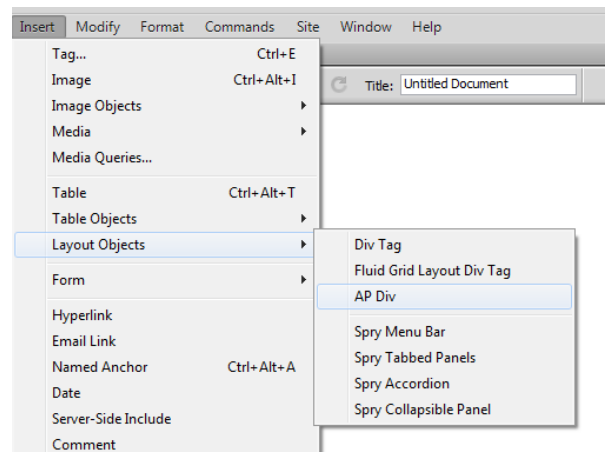 Insert Modify Format Commands Site Window Help
Tag... Ctrl+E
Title: Untitled Document
Image Ctrl+Alt+I
Image Objects
Media
Media Queries...
Table Ctrl+Alt+T
Table Objects
Layout Objects
Form
Hyperlink
Email Link
Named Anchor Ctrl+Alt+A
Date
Server-Side Include
Comment
Div Tag
Fluid Grid Layout Div Tag
AP Div
Spry Menu Bar
Spry Tabbed Panels
Spry Accordion
Spry Collapsible Panel